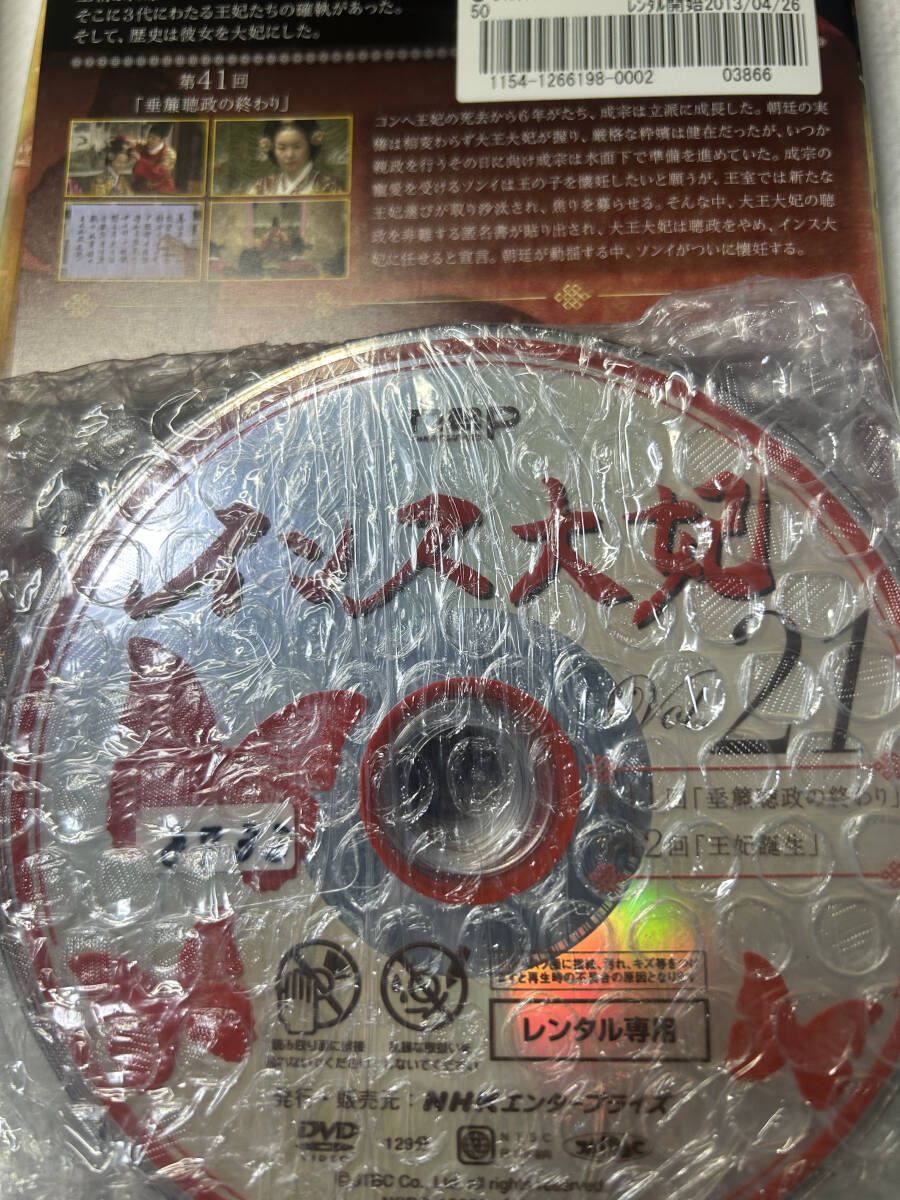 そこに3代にわたる王妃たちの確執があった。
そして、歴史は彼女を大妃にした。
50
レンタル開始2013/04/26
1154-1266198-0002
03866
第41回
「垂簾聴政の終わり」
コンヘ王妃の死去から6年がたち、成宗は立派に成長した。朝廷の実
権は相変わらず大王大妃が握り、厳格な粋嬪は健在だったが、いつか
親政を行うその日に向け成宗は水面下で準備を進めていた。成宗の
寵愛を受けるソンイは王の子を懐妊したいと願うが、王室では新たな
王妃選びが取り沙汰され、焦りを募らせる。そんな中、大王大妃の聴
政を非難する匿名書が貼り出され、大王大妃は聴政をやめ、インス大
妃に任せると宣言。朝廷が動揺する中、ソンイがついに懐妊する。
インス大妃
Vol. 21
1回「垂簾聴政の終わり」
2回「王妃誕生」
レンタル専用
発行・販売元：NHKエンタープライズ
DVD
VIDEO
129分
NTSC
©JTBC Co., Ltd. all rights reserved.